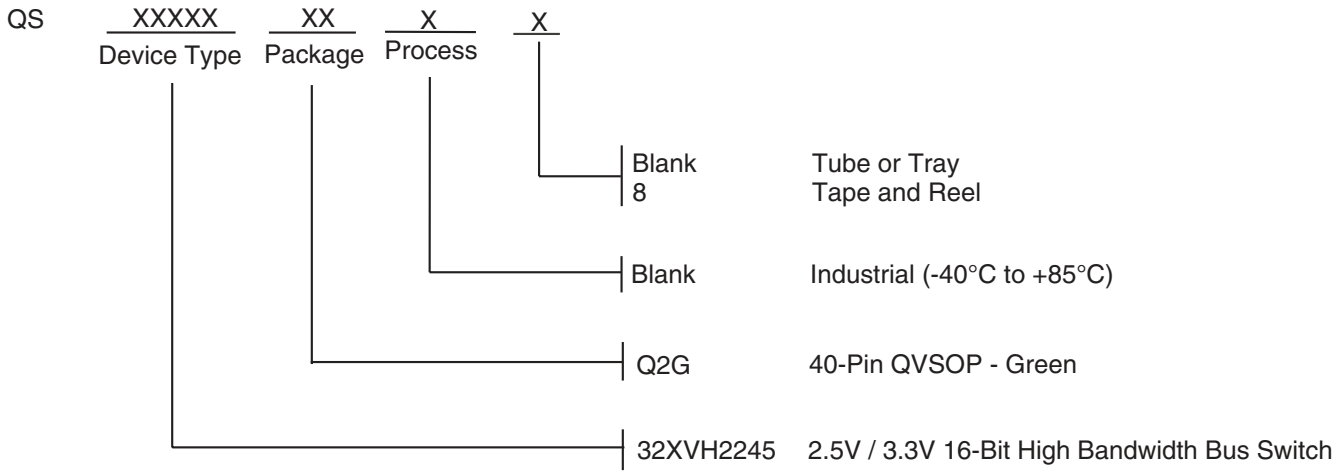 QS XXXXX XX X X
Device Type Package Process
Blank Tube or Tray
8 Tape and Reel
Blank Industrial (-40°C to +85°C)
Q2G 40-Pin QVSOP - Green
32XVH2245 2.5V / 3.3V 16-Bit High Bandwidth Bus Switch